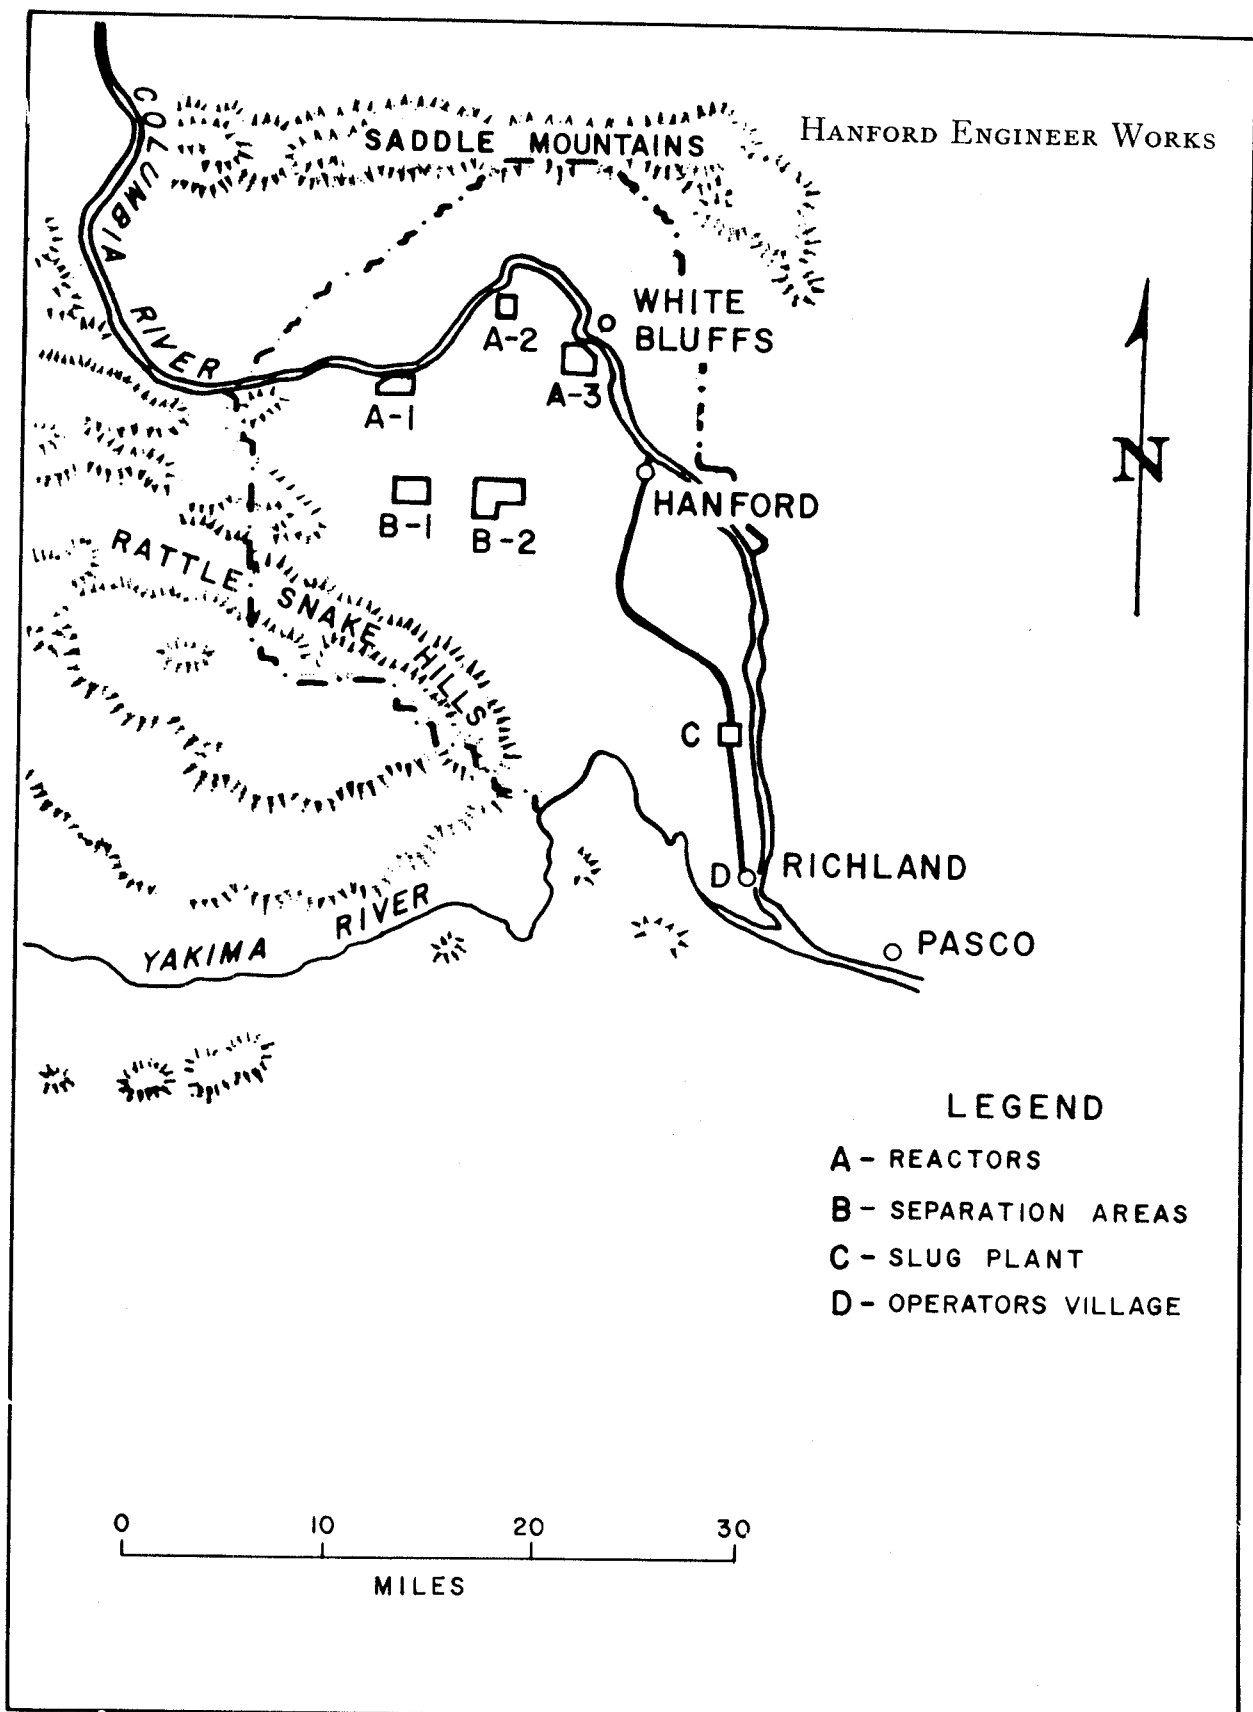 HANFORD ENGINEER WORKS
COLUMBIA
RIVER
SADDLE MOUNTAINS
WHITE
BLUFFS
A-2
A-3
A-1
N
HANFORD
B-1
B-2
RATTLE SNAKE HILLS
C
D
RICHLAND
PASCO
YAKIMA RIVER
LEGEND
A - REACTORS
B - SEPARATION AREAS
C - SLUG PLANT
D - OPERATORS VILLAGE
0 10 20 30
MILES